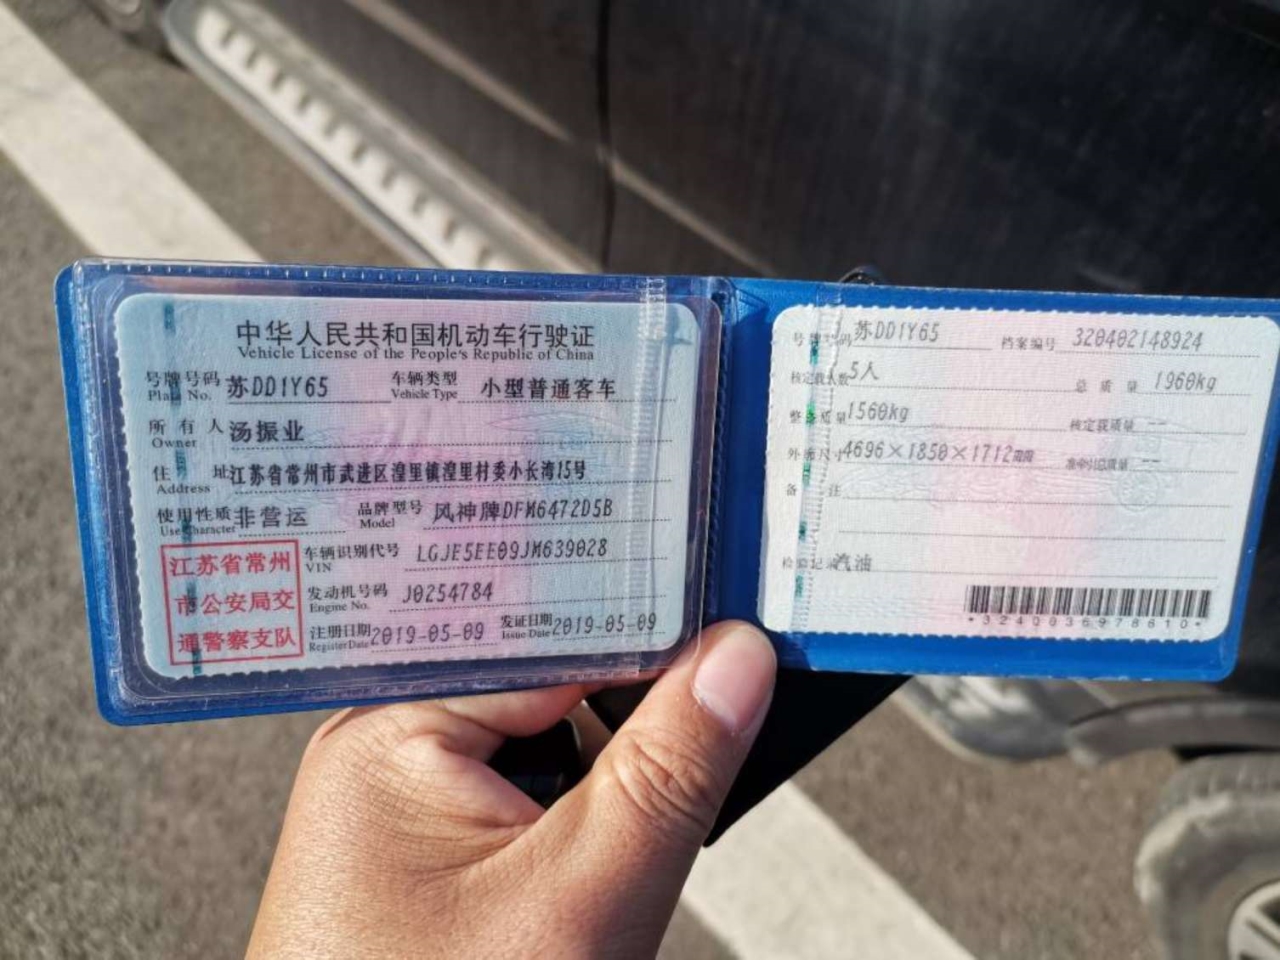 中华人民共和国机动车行驶证
Vehicle License of the People's Republic of China
号牌号码 苏DD1Y65 车辆类型 小型普通客车
Plate No. Vehicle Type
所有人 汤振业
Owner
住址 江苏省常州市武进区湟里镇湟里村委小长湾15号
Address
使用性质 非营运 品牌型号 风神牌DFM6472D5B
Use Character Model
江苏省常州
市公安局交
通警察支队
车辆识别代号 LGJE5EE09JM639028
VIN
发动机号码 J0254784
Engine No.
注册日期 2019-05-09 发证日期 2019-05-09
Register Date Issue Date
号牌号码 苏DD1Y65 档案编号 320402148924
核定载人数 5人 总质量 1960kg
整备质量 1560kg 核定载质量 --
外廓尺寸 4696×1850×1712mm 准牵引总质量 --
备注
检验记录 汽油
*3240036978610*